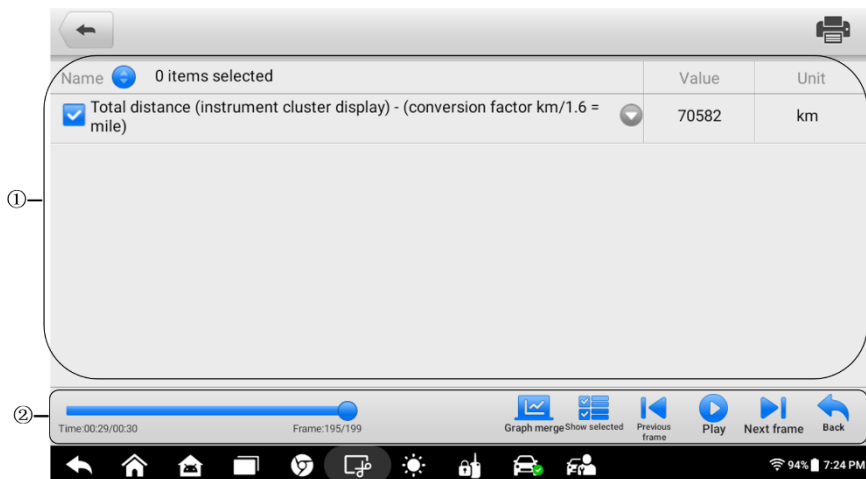 Name 0 items selected Value Unit
Total distance (instrument cluster display) - (conversion factor km/1.6 =
mile)
70582 km
①
②
Time:00:29/00:30 Frame:195/199
Graph merge Show selected Previous
frame Play Next frame Back
94% 7:24 PM